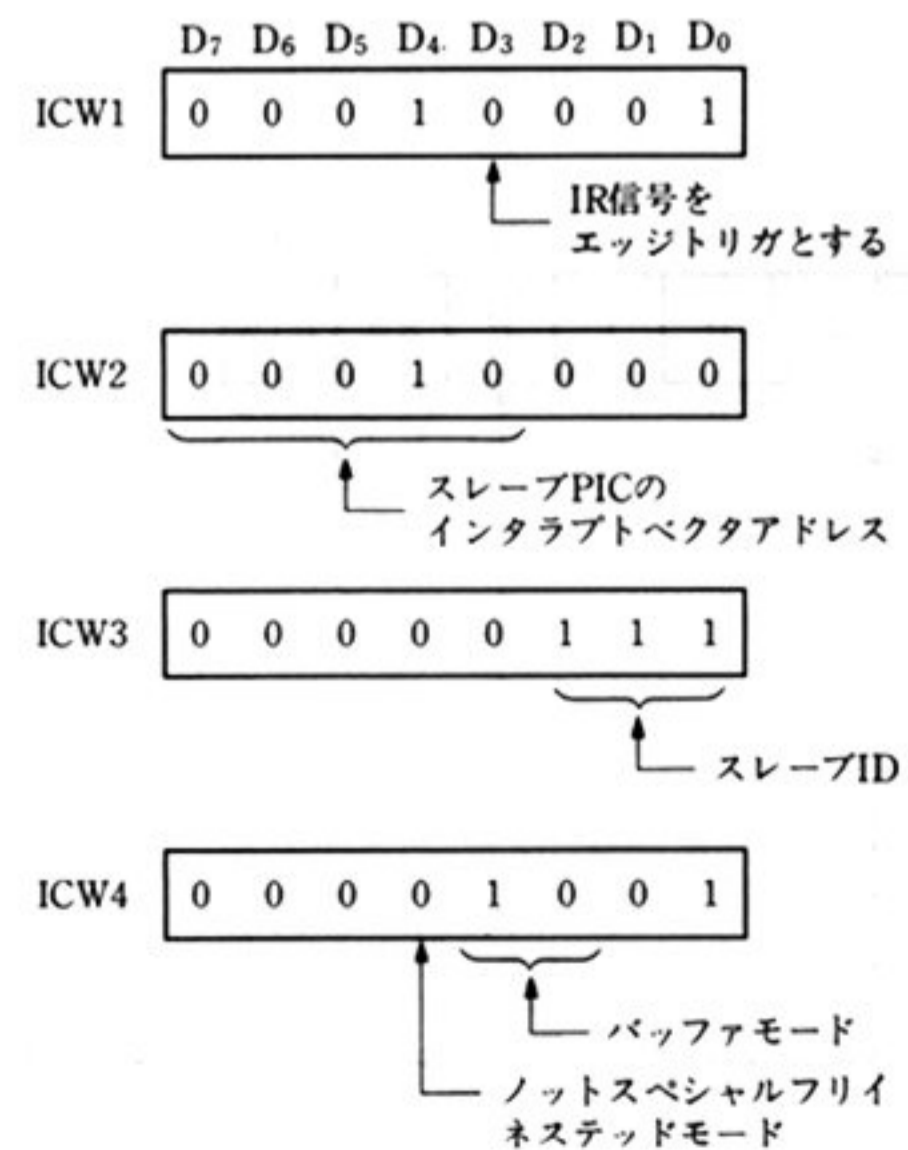 D7 D6 D5 D4 D3 D2 D1 D0
ICW1 0 0 0 1 0 0 0 1
IR信号を
エッジトリガとする
ICW2 0 0 0 1 0 0 0 0
スレーブPICの
インタラプトベクタアドレス
ICW3 0 0 0 0 0 1 1 1
スレーブID
ICW4 0 0 0 0 1 0 0 1
バッファモード
ノットスペシャルフリイ
ネステッドモード